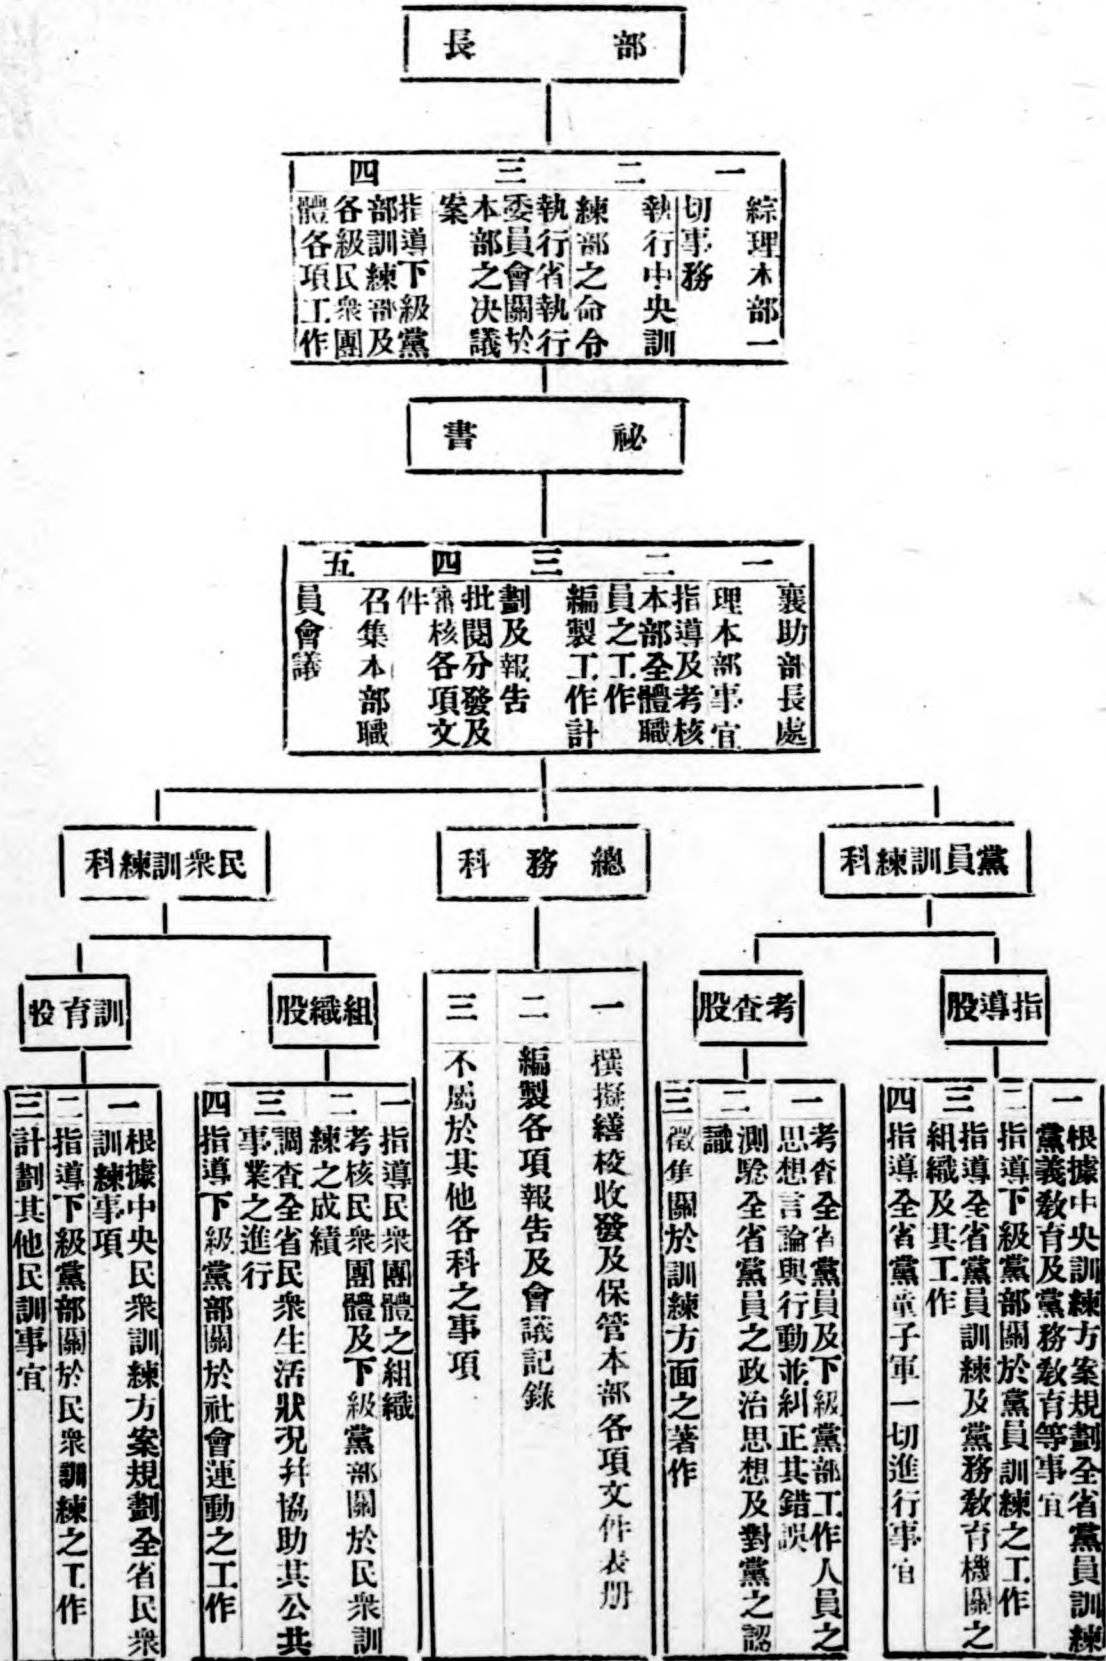 部長
一
綜理本部一
切事務
二
執行中央訓
練部之命令
三
執行省執行
委員會關於
本部之決議
案
四
指導下級黨
部訓練部及
各級民衆團
體各項工作
祕書
一
襄助部長處
理本部事宜
二
指導及考核
本部全體職
員之工作
三
編製工作計
劃及報告
四
批閱分發及
審核各項文
件
五
召集本部職
員會議
黨員訓練科
總務科
民衆訓練科
指導股
一
根據中央訓練方案規劃全省黨員訓練
黨義教育及黨務教育等事宜
二
指導下級黨部關於黨員訓練之工作
三
指導全省黨員訓練及黨務教育機關之
組織及其工作
四
指導全省黨童子軍一切進行事宜
考查股
一
考查全省黨員及下級黨部工作人員之
思想言論與行動並糾正其錯誤
二
測驗全省黨員之政治思想及對黨之認
識
三
徵集關於訓練方面之著作
一 撰擬繕校收發及保管本部各項文件表册
二 編製各項報告及會議記錄
三 不屬於其他各科之事項
組織股
一
指導民衆團體之組織
二
考核民衆團體及下級黨部關於民衆訓
練之成績
三
調查全省民衆生活狀況幷協助其公共
事業之進行
四
指導下級黨部關於社會運動之工作
訓育股
一
根據中央民衆訓練方案規劃全省民衆
訓練事項
二
指導下級黨部關於民衆訓練之工作
三
計劃其他民訓事宜